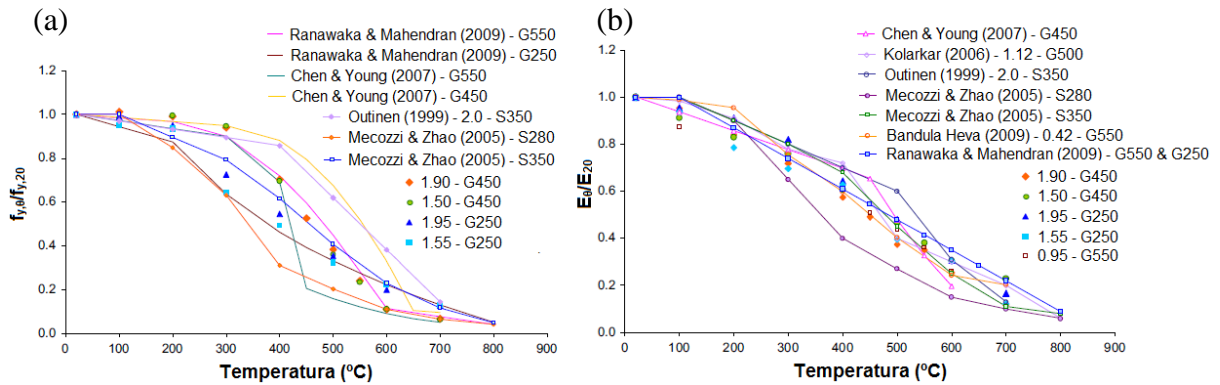 (a)
Ranawaka & Mahendran (2009) - G550
Ranawaka & Mahendran (2009) - G250
Chen & Young (2007) - G550
Chen & Young (2007) - G450
Outinen (1999) - 2.0 - S350
Mecozzi & Zhao (2005) - S280
Mecozzi & Zhao (2005) - S350
1.90 - G450
1.50 - G450
1.95 - G250
1.55 - G250
fy,θ/fy,20
1.2
1.0
0.8
0.6
0.4
0.2
0.0
0 100 200 300 400 500 600 700 800 900
Temperatura (ºC)
(b)
Chen & Young (2007) - G450
Kolarkar (2006) - 1.12 - G500
Outinen (1999) - 2.0 - S350
Mecozzi & Zhao (2005) - S280
Mecozzi & Zhao (2005) - S350
Bandula Heva (2009) - 0.42 - G550
Ranawaka & Mahendran (2009) - G550 & G250
1.90 - G450
1.50 - G450
1.95 - G250
1.55 - G250
0.95 - G550
Eθ/E20
1.2
1.0
0.8
0.6
0.4
0.2
0.0
0 100 200 300 400 500 600 700 800 900
Temperatura (ºC)